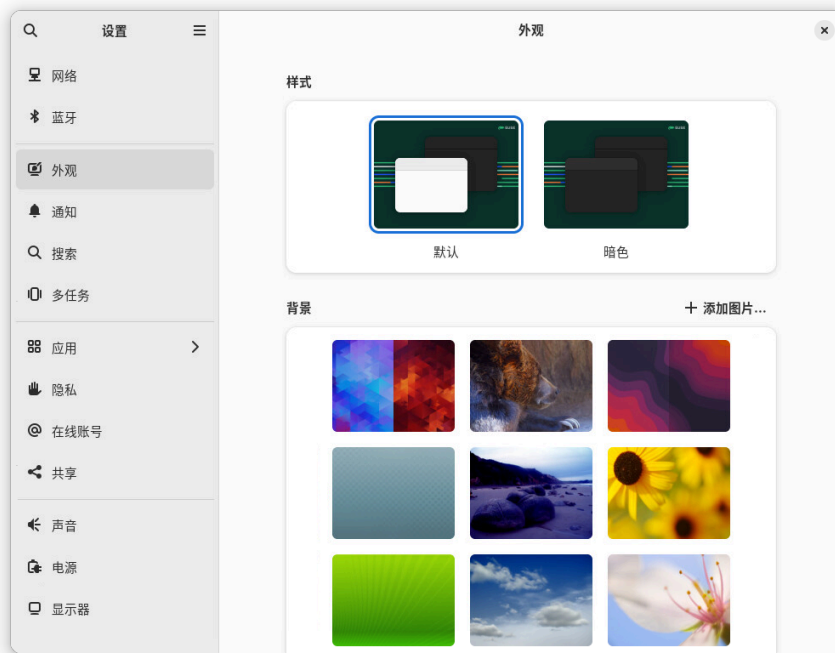 设置
外观
网络
蓝牙
外观
通知
搜索
多任务
应用
隐私
在线账号
共享
声音
电源
显示器
样式
默认
暗色
背景
添加图片...